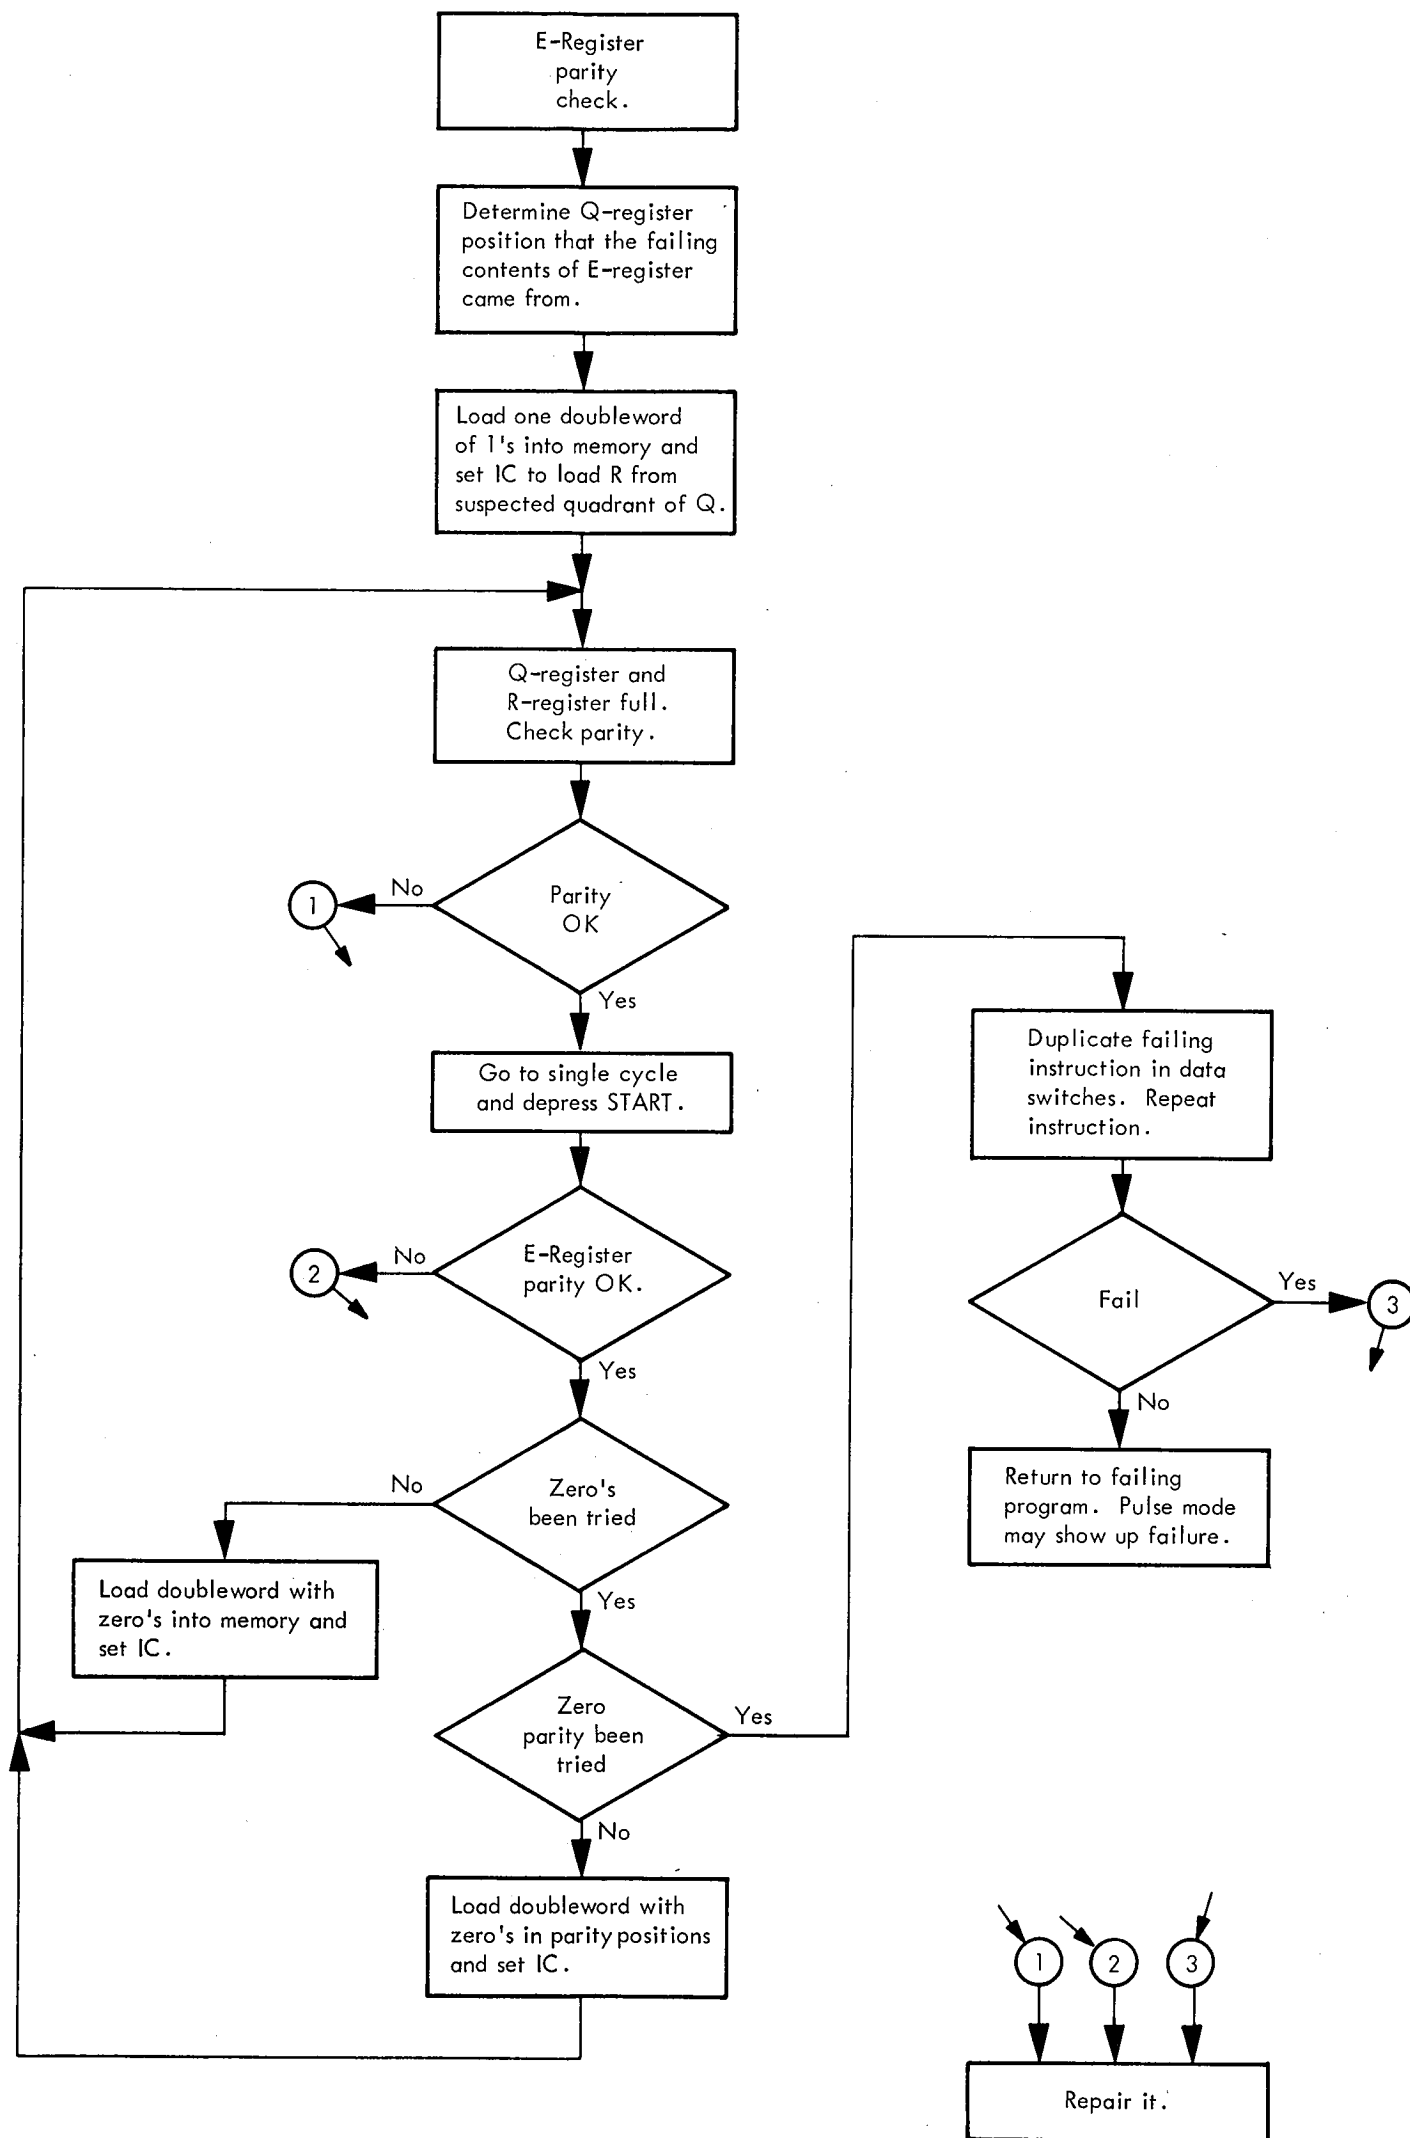 E-Register
parity
check.
Determine Q-register
position that the failing
contents of E-register
came from.
Load one doubleword
of 1's into memory and
set IC to load R from
suspected quadrant of Q.
Q-register and
R-register full.
Check parity.
Parity
OK
No
1
Yes
Go to single cycle
and depress START.
E-Register
parity OK.
No
2
Yes
Zero's
been tried
No
Load doubleword with
zero's into memory and
set IC.
Yes
Zero
parity been
tried
Yes
No
Load doubleword with
zero's in parity positions
and set IC.
Duplicate failing
instruction in data
switches. Repeat
instruction.
Fail
Yes
3
No
Return to failing
program. Pulse mode
may show up failure.
1
2
3
Repair it.